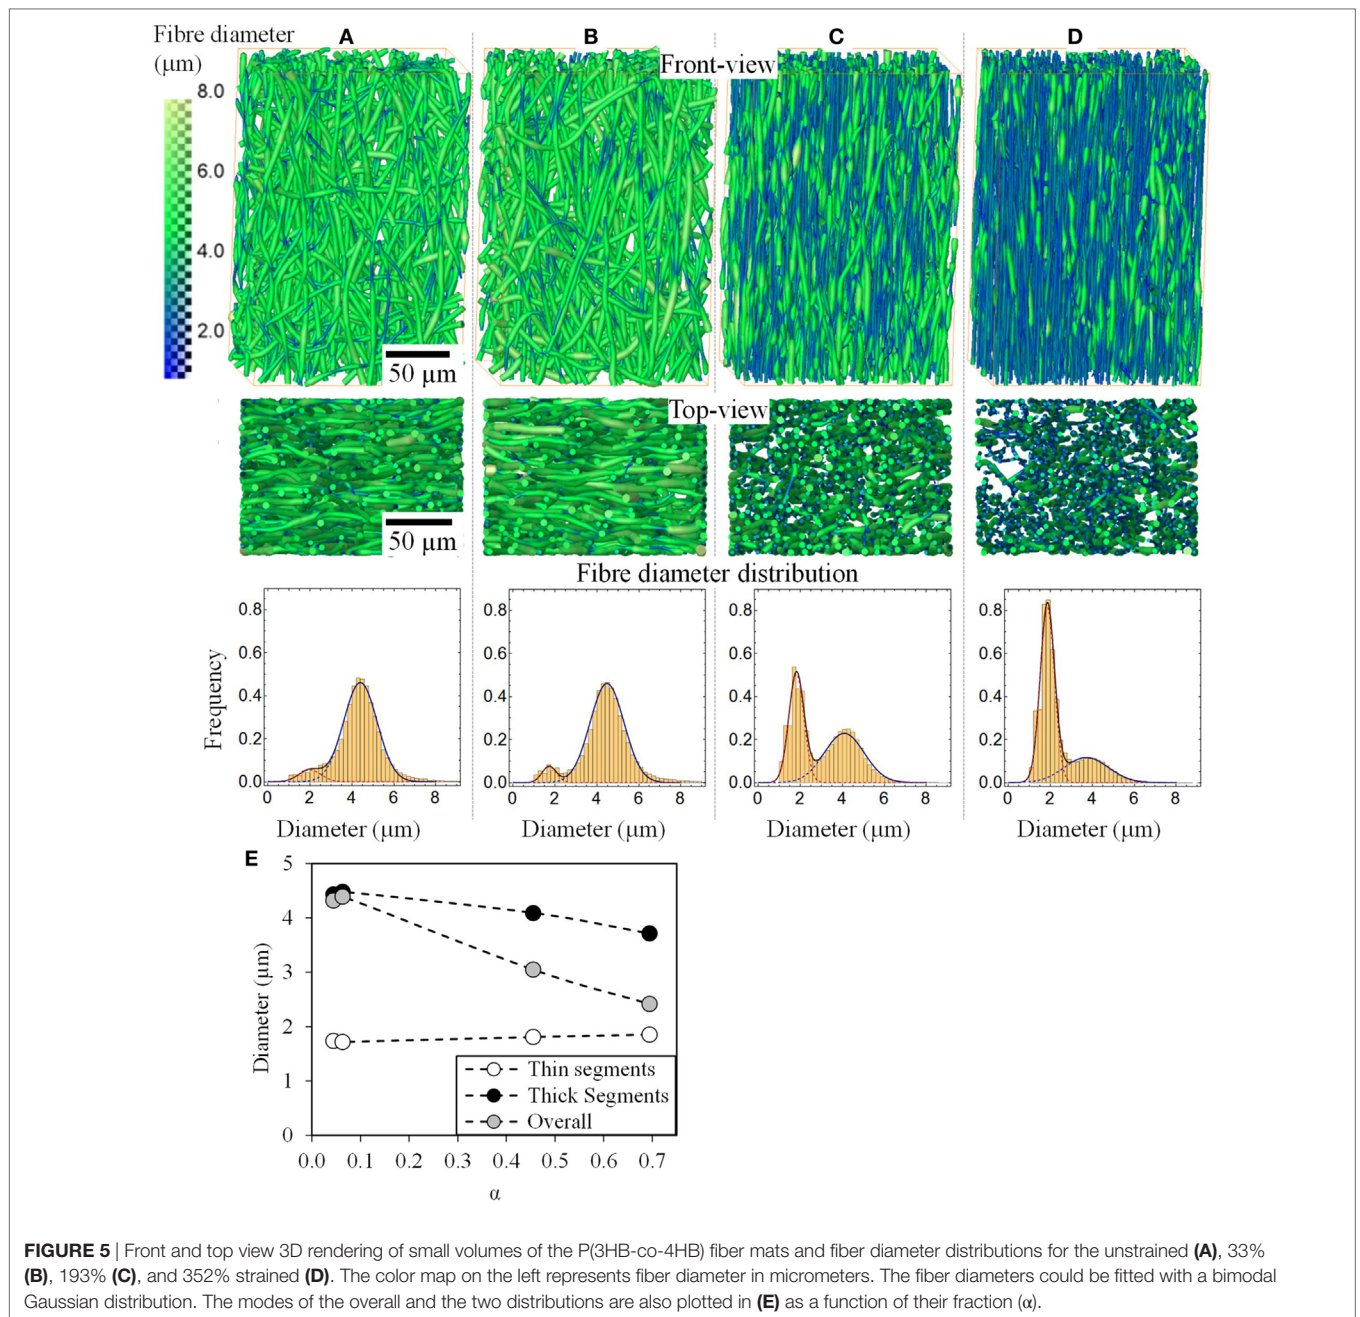 Fibre diameter
(µm)
A
B
C
D
Front-view
8.0
6.0
4.0
2.0
50 µm
Top-view
50 µm
Fibre diameter distribution
Frequency
0.8
0.6
0.4
0.2
0.0
0 2 4 6 8
Diameter (µm)
0.8
0.6
0.4
0.2
0.0
0 2 4 6 8
Diameter (µm)
0.8
0.6
0.4
0.2
0.0
0 2 4 6 8
Diameter (µm)
0.8
0.6
0.4
0.2
0.0
0 2 4 6 8
Diameter (µm)
E
Diameter (µm)
5
4
3
2
1
0
Thin segments
Thick Segments
Overall
0.0 0.1 0.2 0.3 0.4 0.5 0.6 0.7
α
FIGURE 5 | Front and top view 3D rendering of small volumes of the P(3HB-co-4HB) fiber mats and fiber diameter distributions for the unstrained (A), 33%
(B), 193% (C), and 352% strained (D). The color map on the left represents fiber diameter in micrometers. The fiber diameters could be fitted with a bimodal
Gaussian distribution. The modes of the overall and the two distributions are also plotted in (E) as a function of their fraction (α).